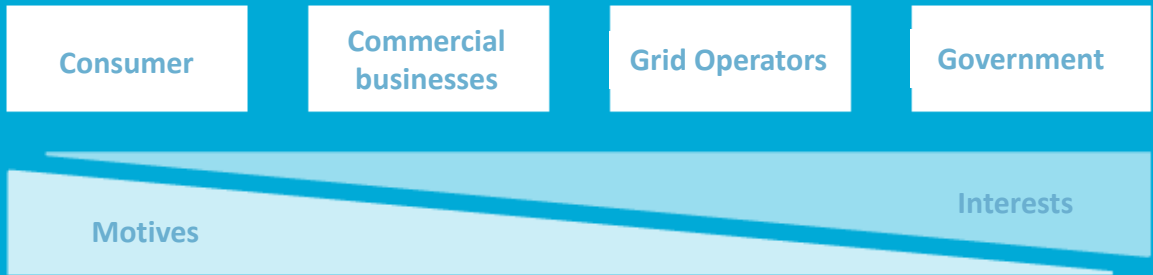 Consumer
Commercial
businesses
Grid Operators
Government
Interests
Motives